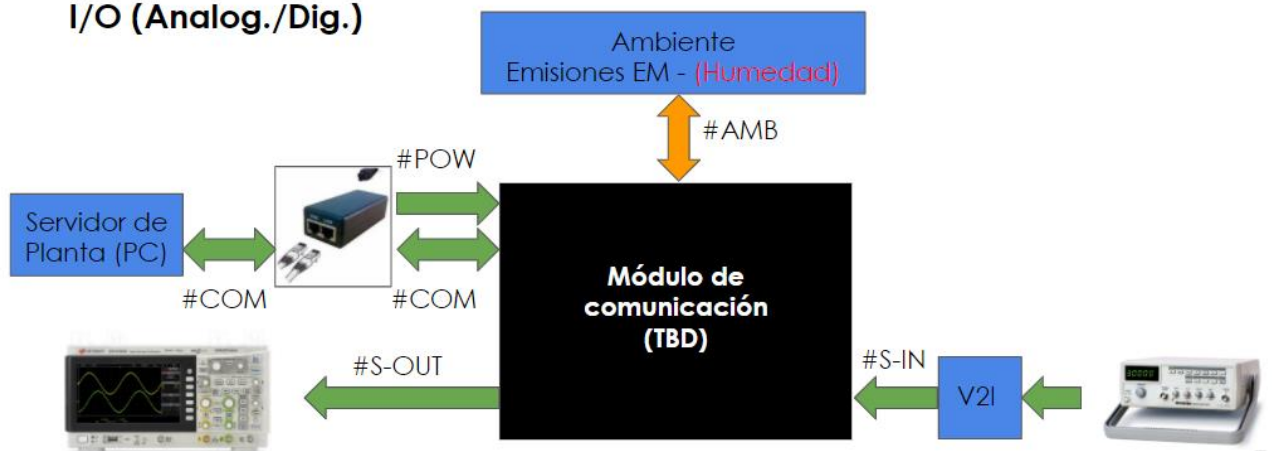 I/O (Analog./Dig.)
Ambiente
Emisiones EM - (Humedad)
#AMB
#POW
Servidor de
Planta (PC)
#COM
#COM
Módulo de
comunicación
(TBD)
#S-OUT
#S-IN
V2I